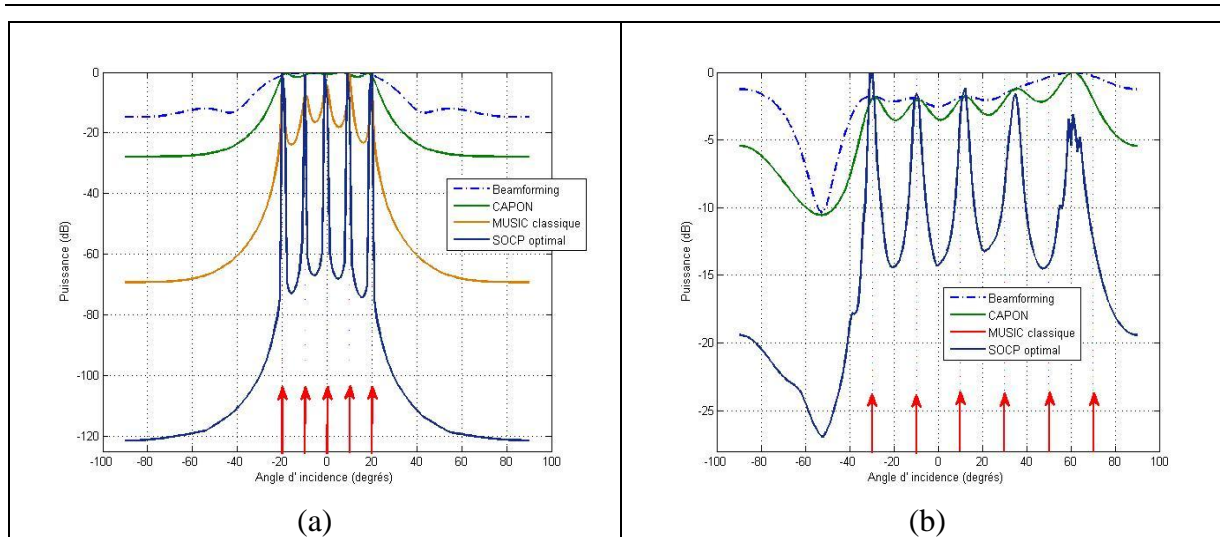 0
-20
-40
-60
-80
-100
-120
Puissance (dB)
-100 -80 -60 -40 -20 0 20 40 60 80 100
Angle d' incidence (degrés)
Beamforming
CAPON
MUSIC classique
SOCP optimal
(a)
0
-5
-10
-15
-20
-25
Puissance (dB)
-100 -80 -60 -40 -20 0 20 40 60 80 100
Angle d' incidence (degrés)
Beamforming
CAPON
MUSIC classique
SOCP optimal
(b)